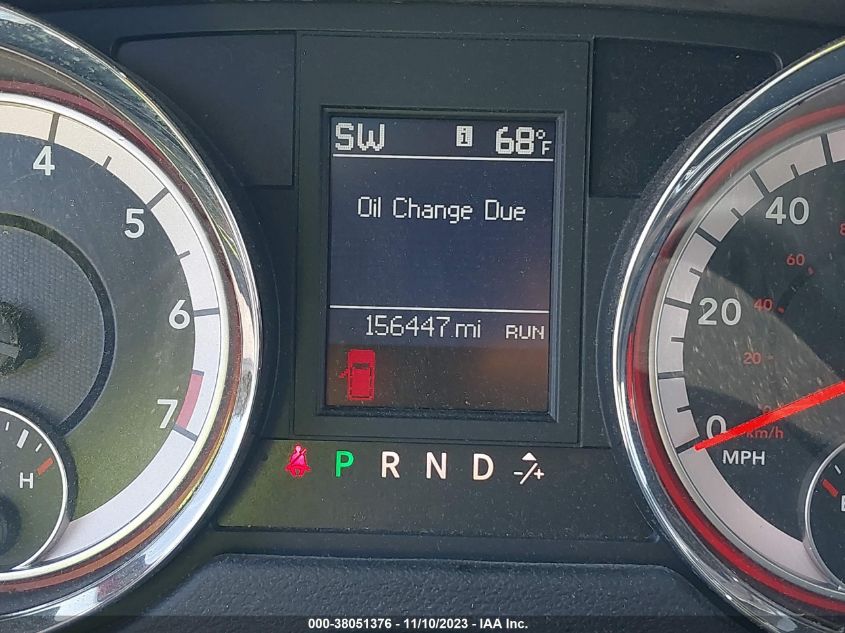 SW i 68°F
Oil Change Due
156447.mi RUN
4
5
6
7
H
P R N D -/+
40
20
0
MPH
60
40
20
0
km/h
000-38051376 — 11/10/2023 — IAA Inc.